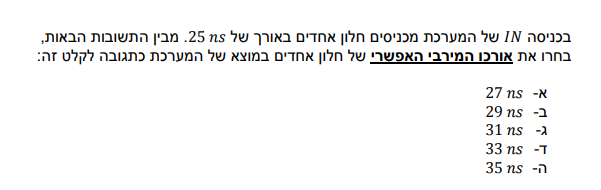 בכניסה IN של המערכת מכניסים חלון אחדים באורך של 25 ns. מבין התשובות הבאות,
בחרו את אורכו המירבי האפשרי של חלון אחדים במוצא של המערכת כתגובה לקלט זה:
א- 27 ns
ב- 29 ns
ג- 31 ns
ד- 33 ns
ה- 35 ns